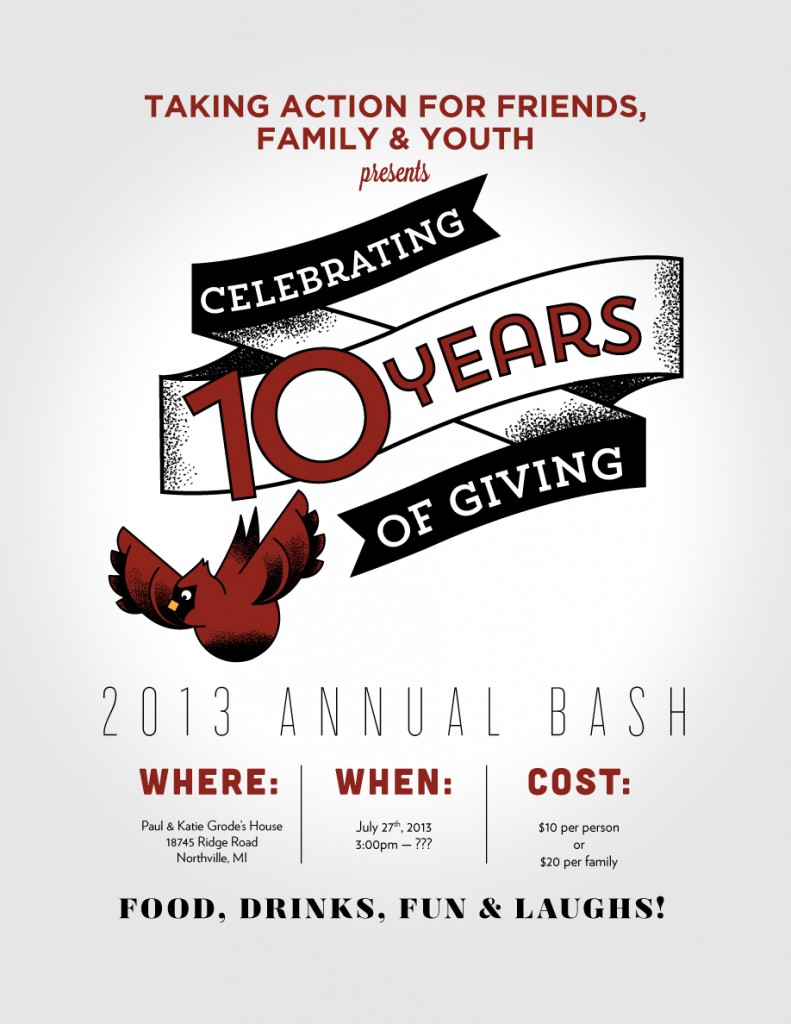 TAKING ACTION FOR FRIENDS,
FAMILY & YOUTH
presents
CELEBRATING
10 YEARS
OF GIVING
2013 ANNUAL BASH
WHERE:
Paul & Katie Grode's House
18745 Ridge Road
Northville, MI
WHEN:
July 27th, 2013
3:00pm — ???
COST:
$10 per person
or
$20 per family
FOOD, DRINKS, FUN & LAUGHS!